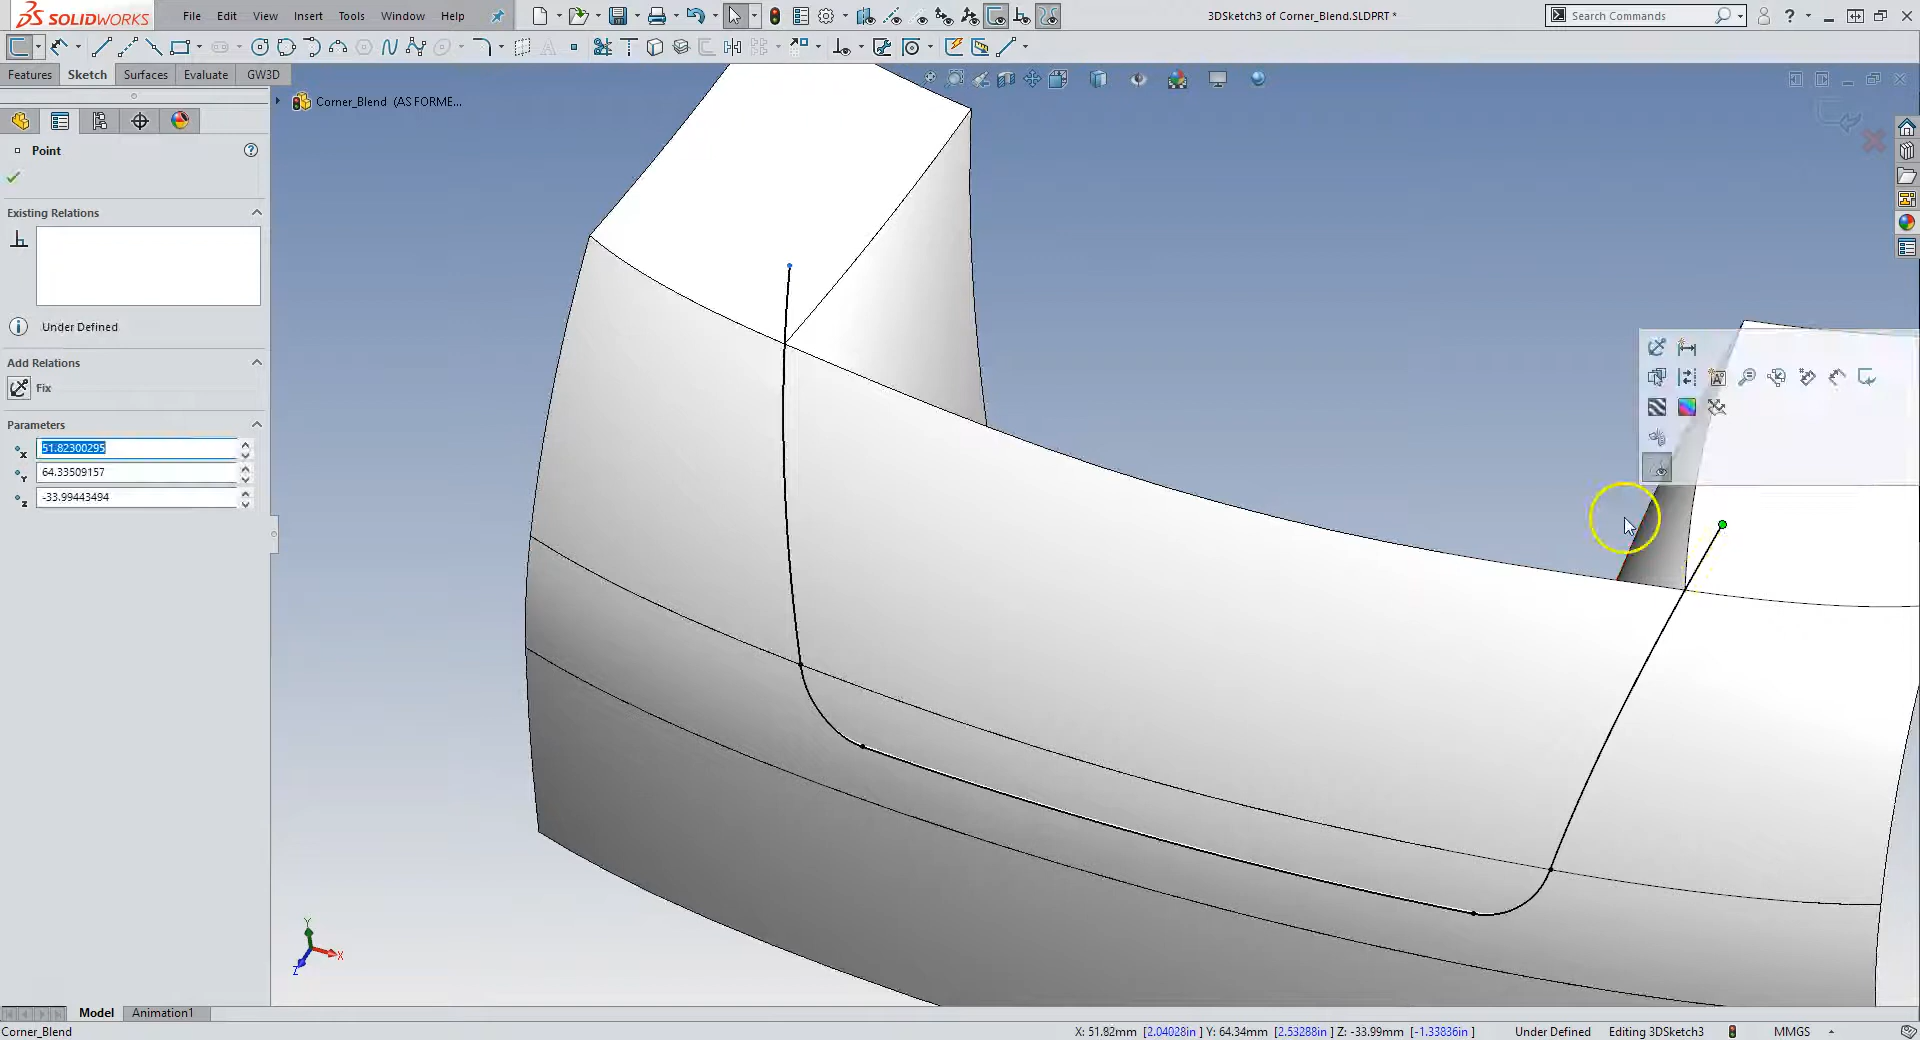 SOLIDWORKS
File Edit View Insert Tools Window Help
3DSketch3 of Corner_Blend.SLDPRT *
Search Commands
Features Sketch Surfaces Evaluate GW3D
Corner_Blend (AS FORME...
Point
Existing Relations
Under Defined
Add Relations
Fix
Parameters
51.82300295
64.33509157
-33.99443494
Y
X
Z
Model Animation1
Corner_Blend
X: 51.82mm [2.04028in ] Y: 64.34mm [2.53288in ] Z: -33.99mm [-1.33836in ] Under Defined Editing 3DSketch3 MMGS